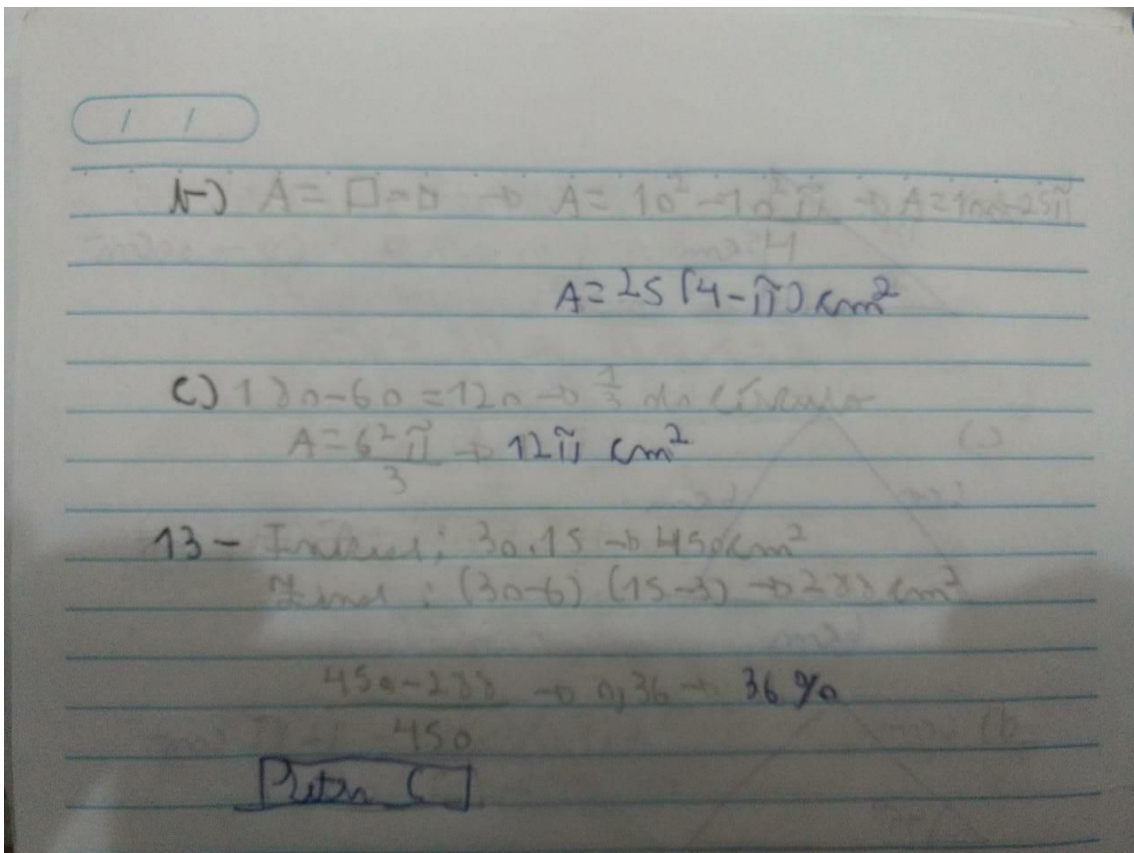 / /
b-) A = □ - ▫ → A = 10² - 10²π/4 → A = 100 - 25π
A = 25 (4 - π) cm²
C) 180 - 60 = 120 → 1/3 do círculo
A = 6²π/3 → 12π cm²
13 - Inicial: 30.15 → 450 cm²
Final: (30-6) (15-3) → 288 cm²
450-288/450 → 0,36 → 36%
Letra C